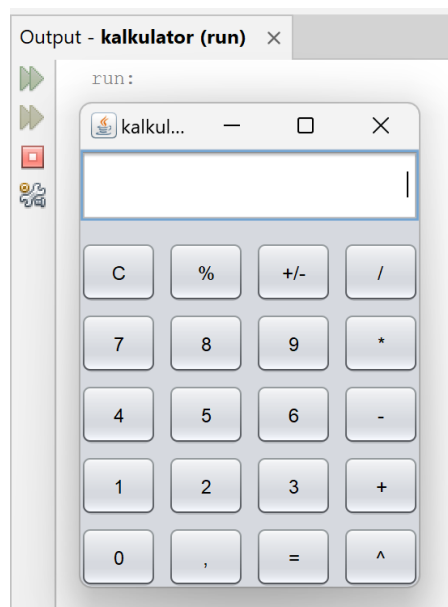 Output - kalkulator (run) ×
run:
kalkul...
C % +/- /
7 8 9 *
4 5 6 -
1 2 3 +
0 , = ^